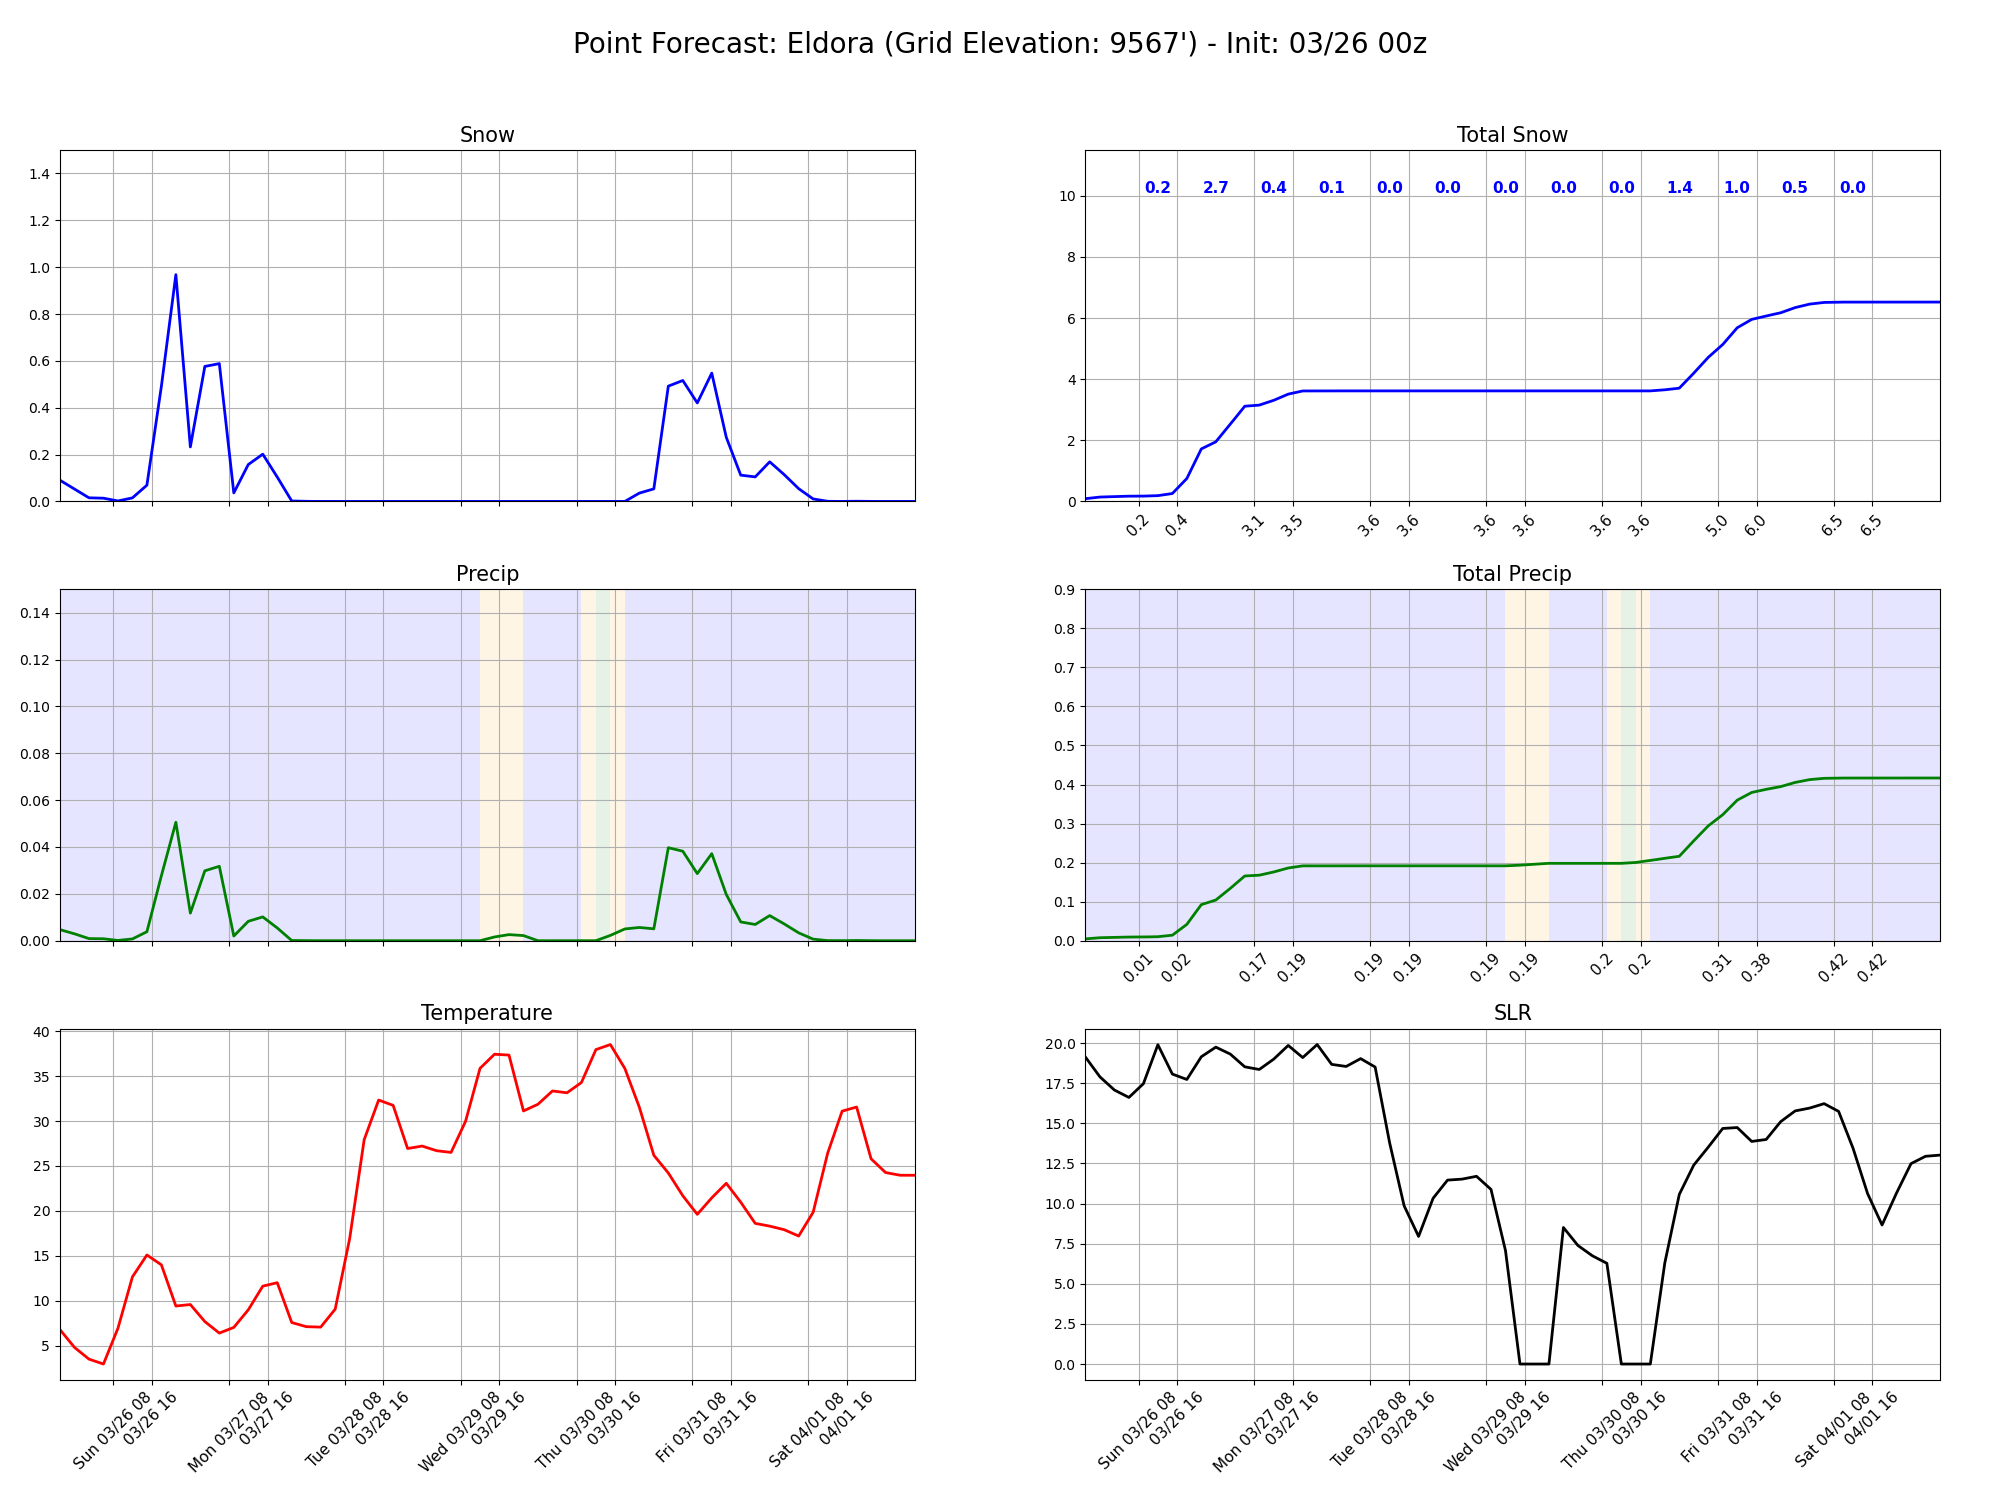 Point Forecast: Eldora (Grid Elevation: 9567') - Init: 03/26 00z
Snow
1.4
1.2
1.0
0.8
0.6
0.4
0.2
0.0
Total Snow
0.2 2.7 0.4 0.1 0.0 0.0 0.0 0.0 0.0 1.4 1.0 0.5 0.0
10
8
6
4
2
0
0.2 0.4 3.1 3.5 3.6 3.6 3.6 3.6 3.6 3.6 5.0 6.0 6.5 6.5
Precip
0.14
0.12
0.10
0.08
0.06
0.04
0.02
0.00
Total Precip
0.9
0.8
0.7
0.6
0.5
0.4
0.3
0.2
0.1
0.0
0.01 0.02 0.17 0.19 0.19 0.19 0.19 0.19 0.2 0.2 0.31 0.38 0.42 0.42
Temperature
40
35
30
25
20
15
10
5
Sun 03/26 08
03/26 16
Mon 03/27 08
03/27 16
Tue 03/28 08
03/28 16
Wed 03/29 08
03/29 16
Thu 03/30 08
03/30 16
Fri 03/31 08
03/31 16
Sat 04/01 08
04/01 16
SLR
20.0
17.5
15.0
12.5
10.0
7.5
5.0
2.5
0.0
Sun 03/26 08
03/26 16
Mon 03/27 08
03/27 16
Tue 03/28 08
03/28 16
Wed 03/29 08
03/29 16
Thu 03/30 08
03/30 16
Fri 03/31 08
03/31 16
Sat 04/01 08
04/01 16